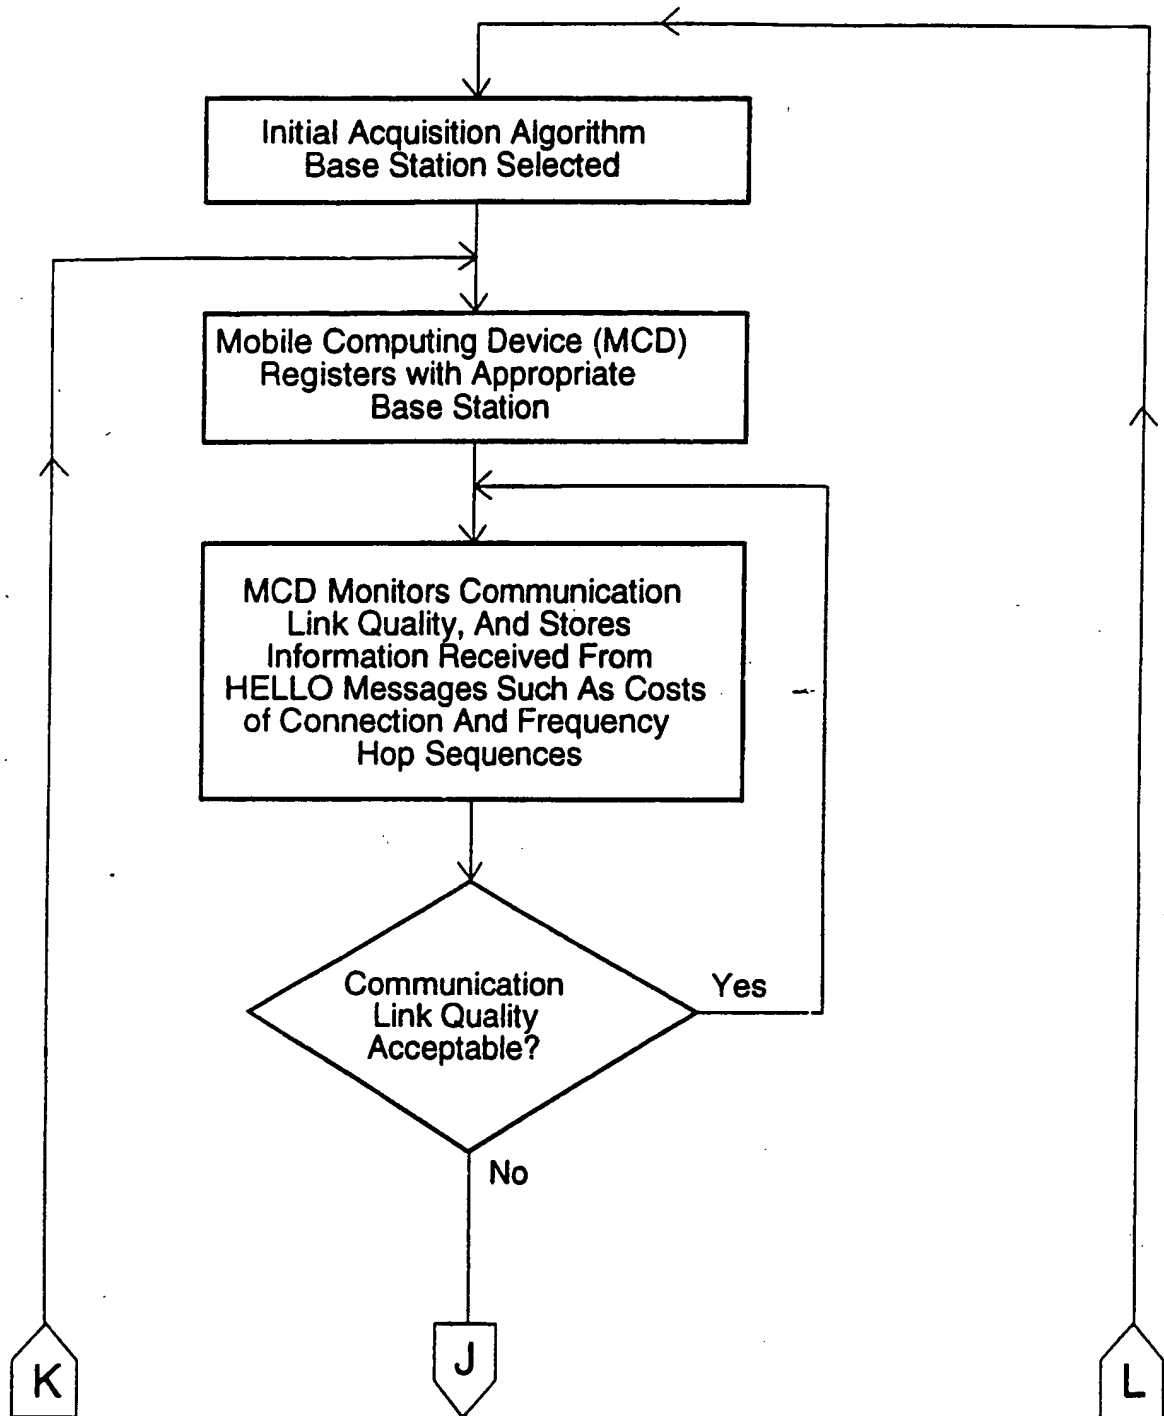 Initial Acquisition Algorithm
Base Station Selected
Mobile Computing Device (MCD)
Registers with Appropriate
Base Station
MCD Monitors Communication
Link Quality, And Stores
Information Received From
HELLO Messages Such As Costs
of Connection And Frequency
Hop Sequences
Communication
Link Quality
Acceptable?
Yes
No
K
J
L